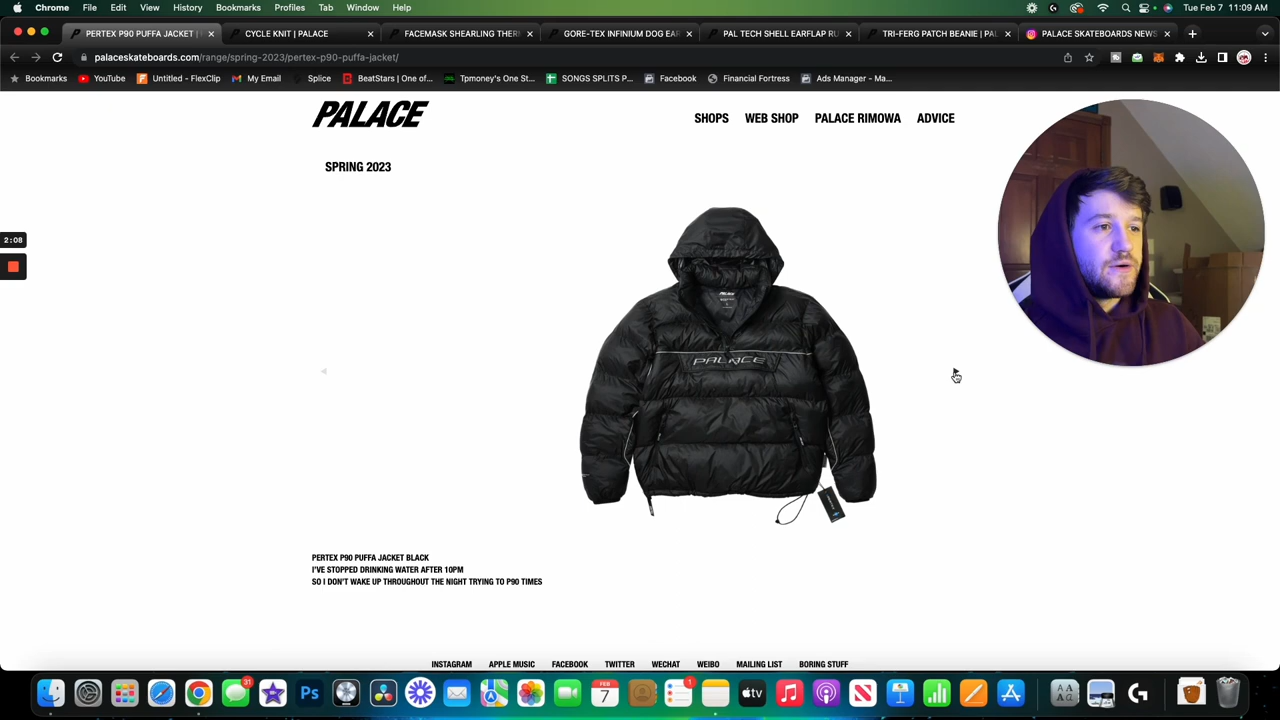 Chrome File Edit View History Bookmarks Profiles Tab Window Help Tue Feb 7 11:09 AM
PERTEX P90 PUFFA JACKET | CYCLE KNIT | PALACE FACEMASK SHEARLING THER GORE-TEX INFINIUM DOG EAR PAL TECH SHELL EARFLAP RU TRI-FERG PATCH BEANIE | PAL PALACE SKATEBOARDS NEWS
palaceskateboards.com/range/spring-2023/pertex-p90-puffa-jacket/
Bookmarks YouTube Untitled - FlexClip My Email Splice BeatStars | One of... Tpmoney's One St... SONGS SPLITS P... Facebook Financial Fortress Ads Manager - Ma...
PALACE
SHOPS WEB SHOP PALACE RIMOWA ADVICE
SPRING 2023
2:08
PALACE
PERTEX P90 PUFFA JACKET BLACK
I'VE STOPPED DRINKING WATER AFTER 10PM
SO I DON'T WAKE UP THROUGHOUT THE NIGHT TRYING TO P90 TIMES
INSTAGRAM APPLE MUSIC FACEBOOK TWITTER WECHAT WEIBO MAILING LIST BORING STUFF
31
FEB
7
1
tv